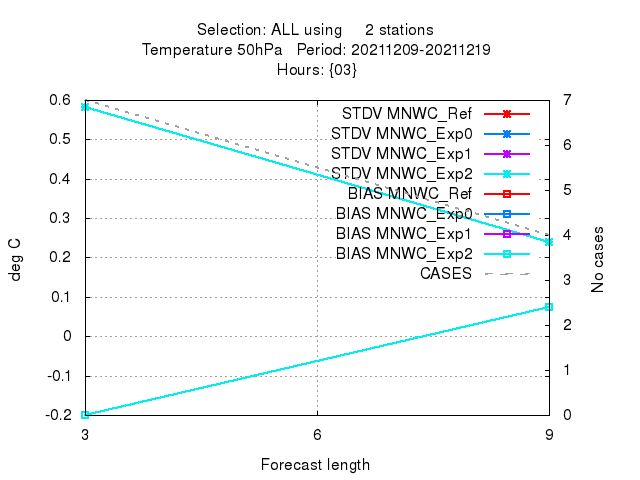 Selection: ALL using 2 stations
Temperature 50hPa Period: 20211209-20211219
Hours: {03}
0.6
0.5
0.4
0.3
0.2
0.1
0
-0.1
-0.2
deg C
7
6
5
4
3
2
1
0
No cases
STDV MNWC_Ref
STDV MNWC_Exp0
STDV MNWC_Exp1
STDV MNWC_Exp2
BIAS MNWC_Ref
BIAS MNWC_Exp0
BIAS MNWC_Exp1
BIAS MNWC_Exp2
CASES
3 6 9
Forecast length